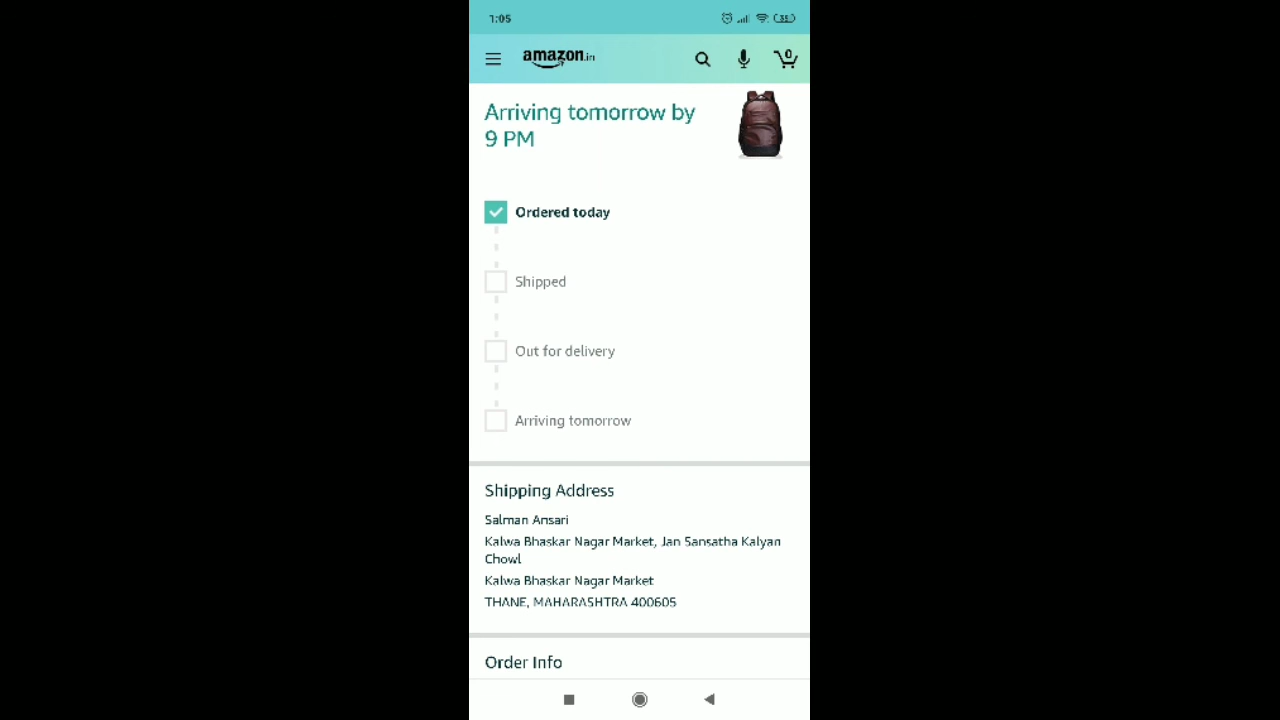 1:05
amazon.in
0
Arriving tomorrow by
9 PM
Ordered today
Shipped
Out for delivery
Arriving tomorrow
Shipping Address
Salman Ansari
Kalwa Bhaskar Nagar Market, Jan Sansatha Kalyan
Chowl
Kalwa Bhaskar Nagar Market
THANE, MAHARASHTRA 400605
Order Info